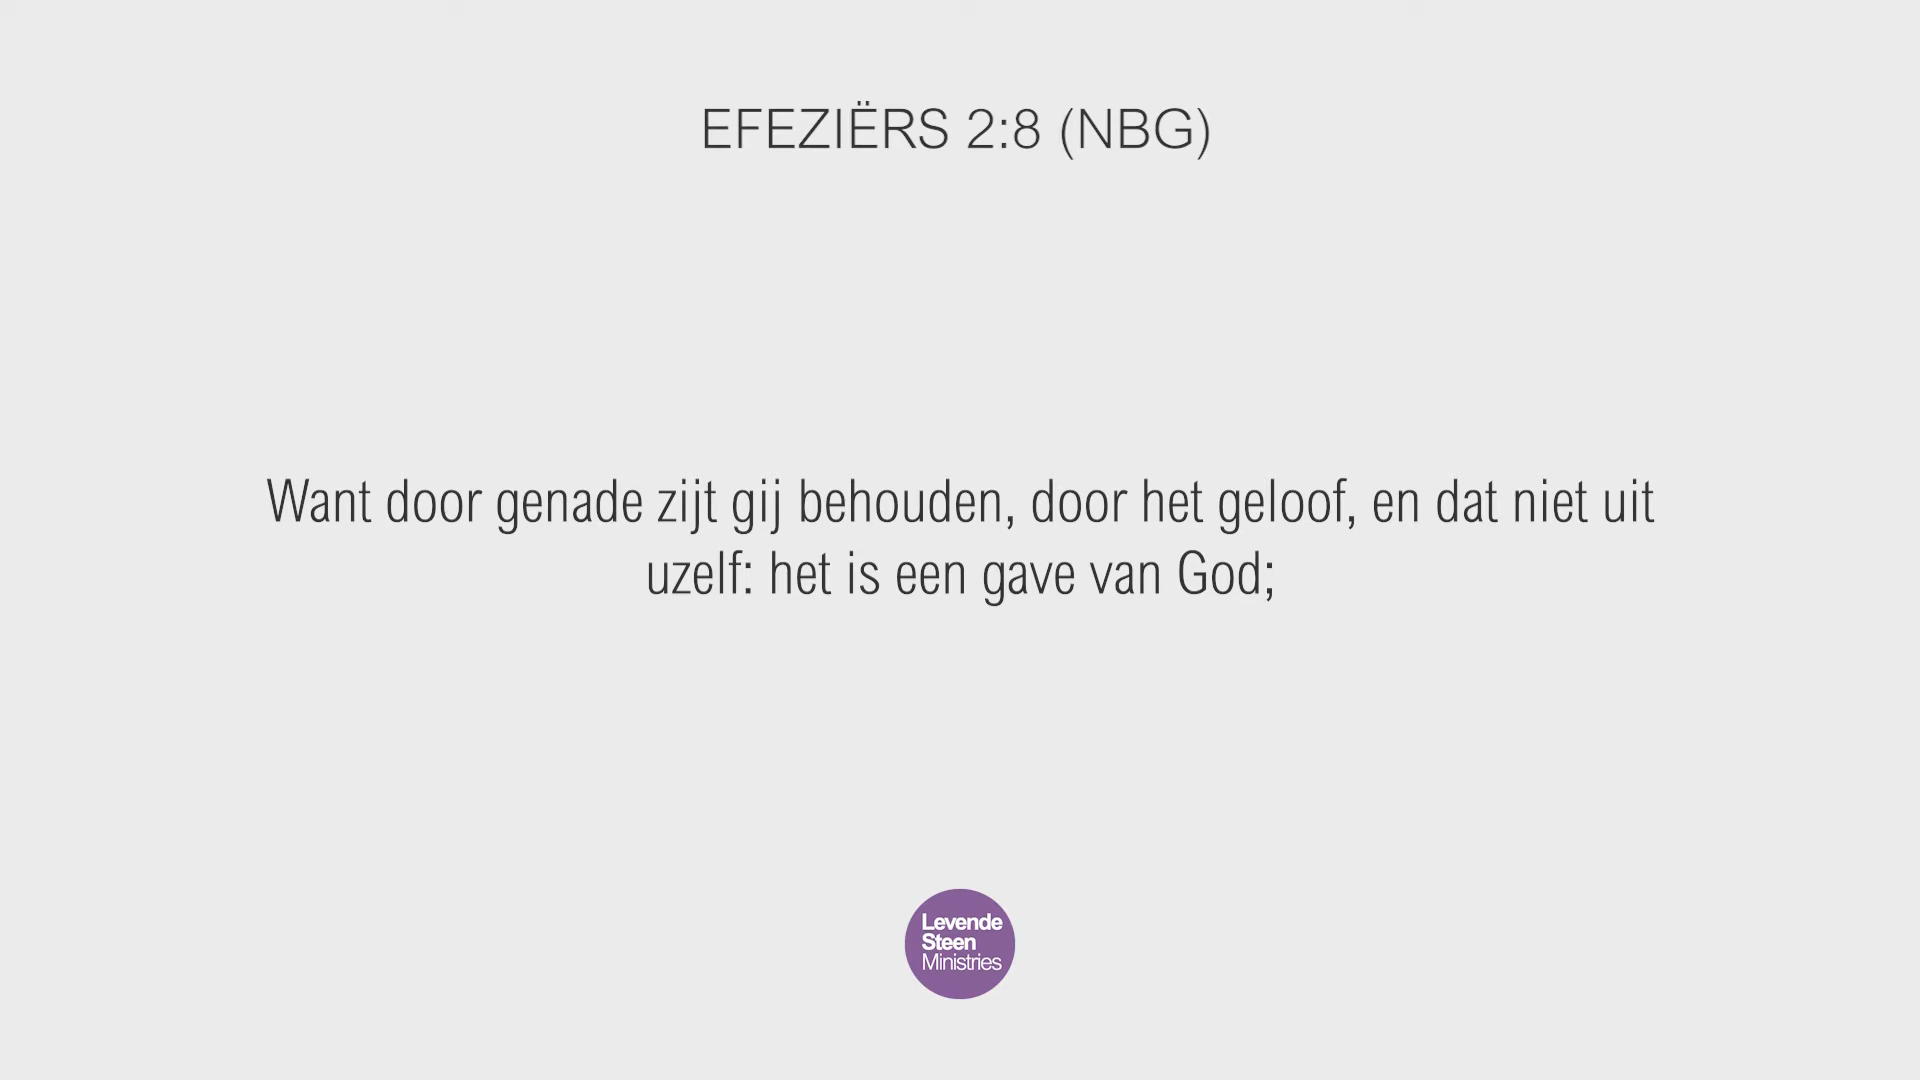 EFEZIËRS 2:8 (NBG)
Want door genade zijt gij behouden, door het geloof, en dat niet uit
uzelf: het is een gave van God;
Levende
Steen
Ministries